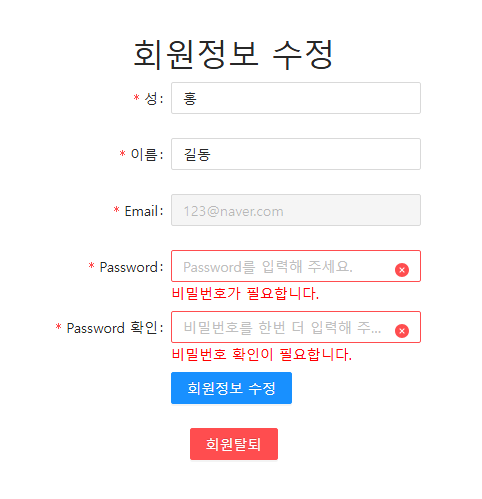 회원정보 수정
* 성: 홍
* 이름: 길동
* Email: 123@naver.com
* Password: Password를 입력해 주세요.
비밀번호가 필요합니다.
* Password 확인: 비밀번호를 한번 더 입력해 주...
비밀번호 확인이 필요합니다.
회원정보 수정
회원탈퇴